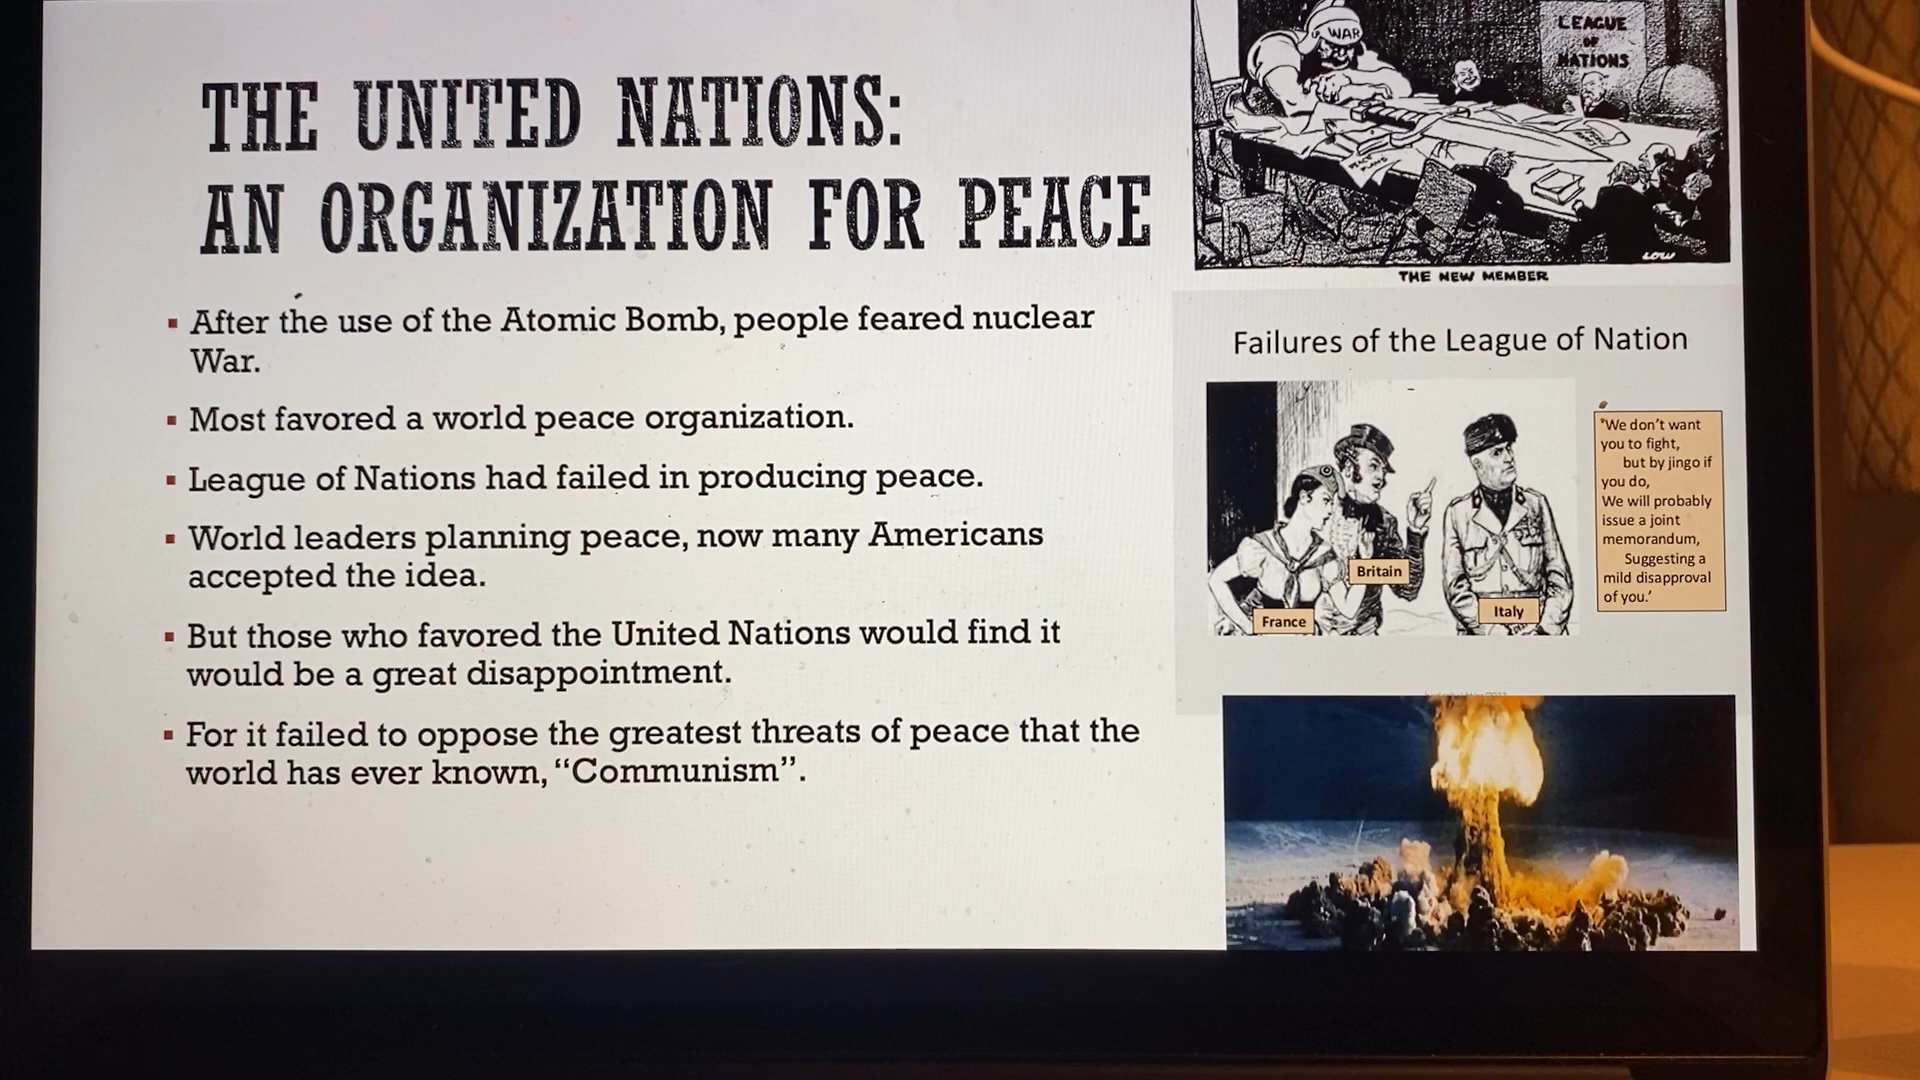 THE UNITED NATIONS:
AN ORGANIZATION FOR PEACE
After the use of the Atomic Bomb, people feared nuclear
War.
Most favored a world peace organization.
League of Nations had failed in producing peace.
World leaders planning peace, now many Americans
accepted the idea.
But those who favored the United Nations would find it
would be a great disappointment.
For it failed to oppose the greatest threats of peace that the
world has ever known, “Communism”.
WAR
LEAGUE
OF
NATIONS
LOW
THE NEW MEMBER
Failures of the League of Nation
Britain
France
Italy
‘We don’t want
you to fight,
but by jingo if
you do,
We will probably
issue a joint
memorandum,
Suggesting a
mild disapproval
of you.’